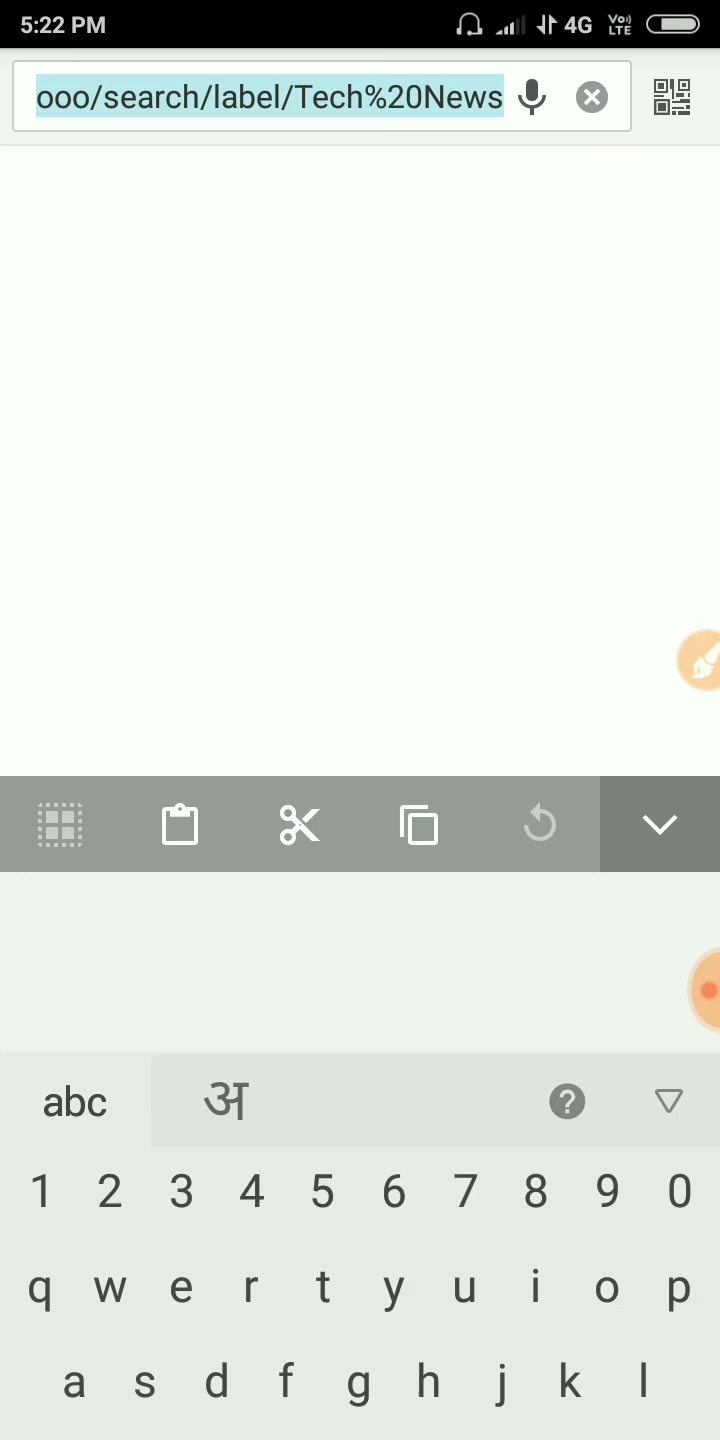 5:22 PM 4G Vo)) LTE
ooo/search/label/Tech%20News
abc अ ?
1 2 3 4 5 6 7 8 9 0
q w e r t y u i o p
a s d f g h j k l